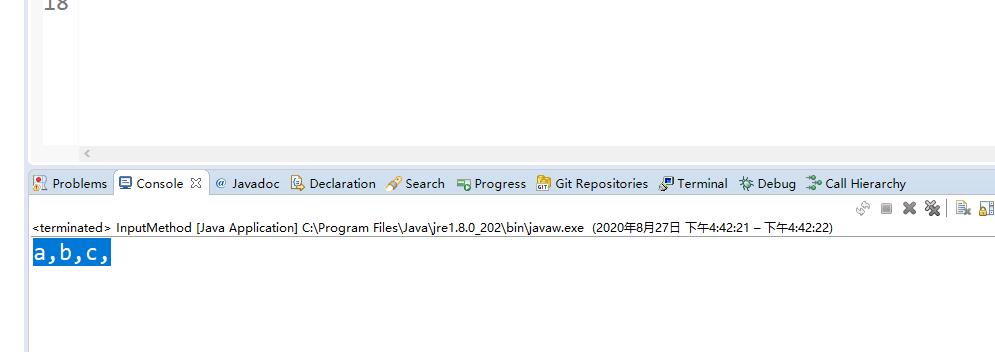 18
Problems Console @ Javadoc Declaration Search Progress GIT Git Repositories Terminal Debug Call Hierarchy
<terminated> InputMethod [Java Application] C:\Program Files\Java\jre1.8.0_202\bin\javaw.exe (2020年8月27日 下午4:42:21 – 下午4:42:22)
a,b,c,